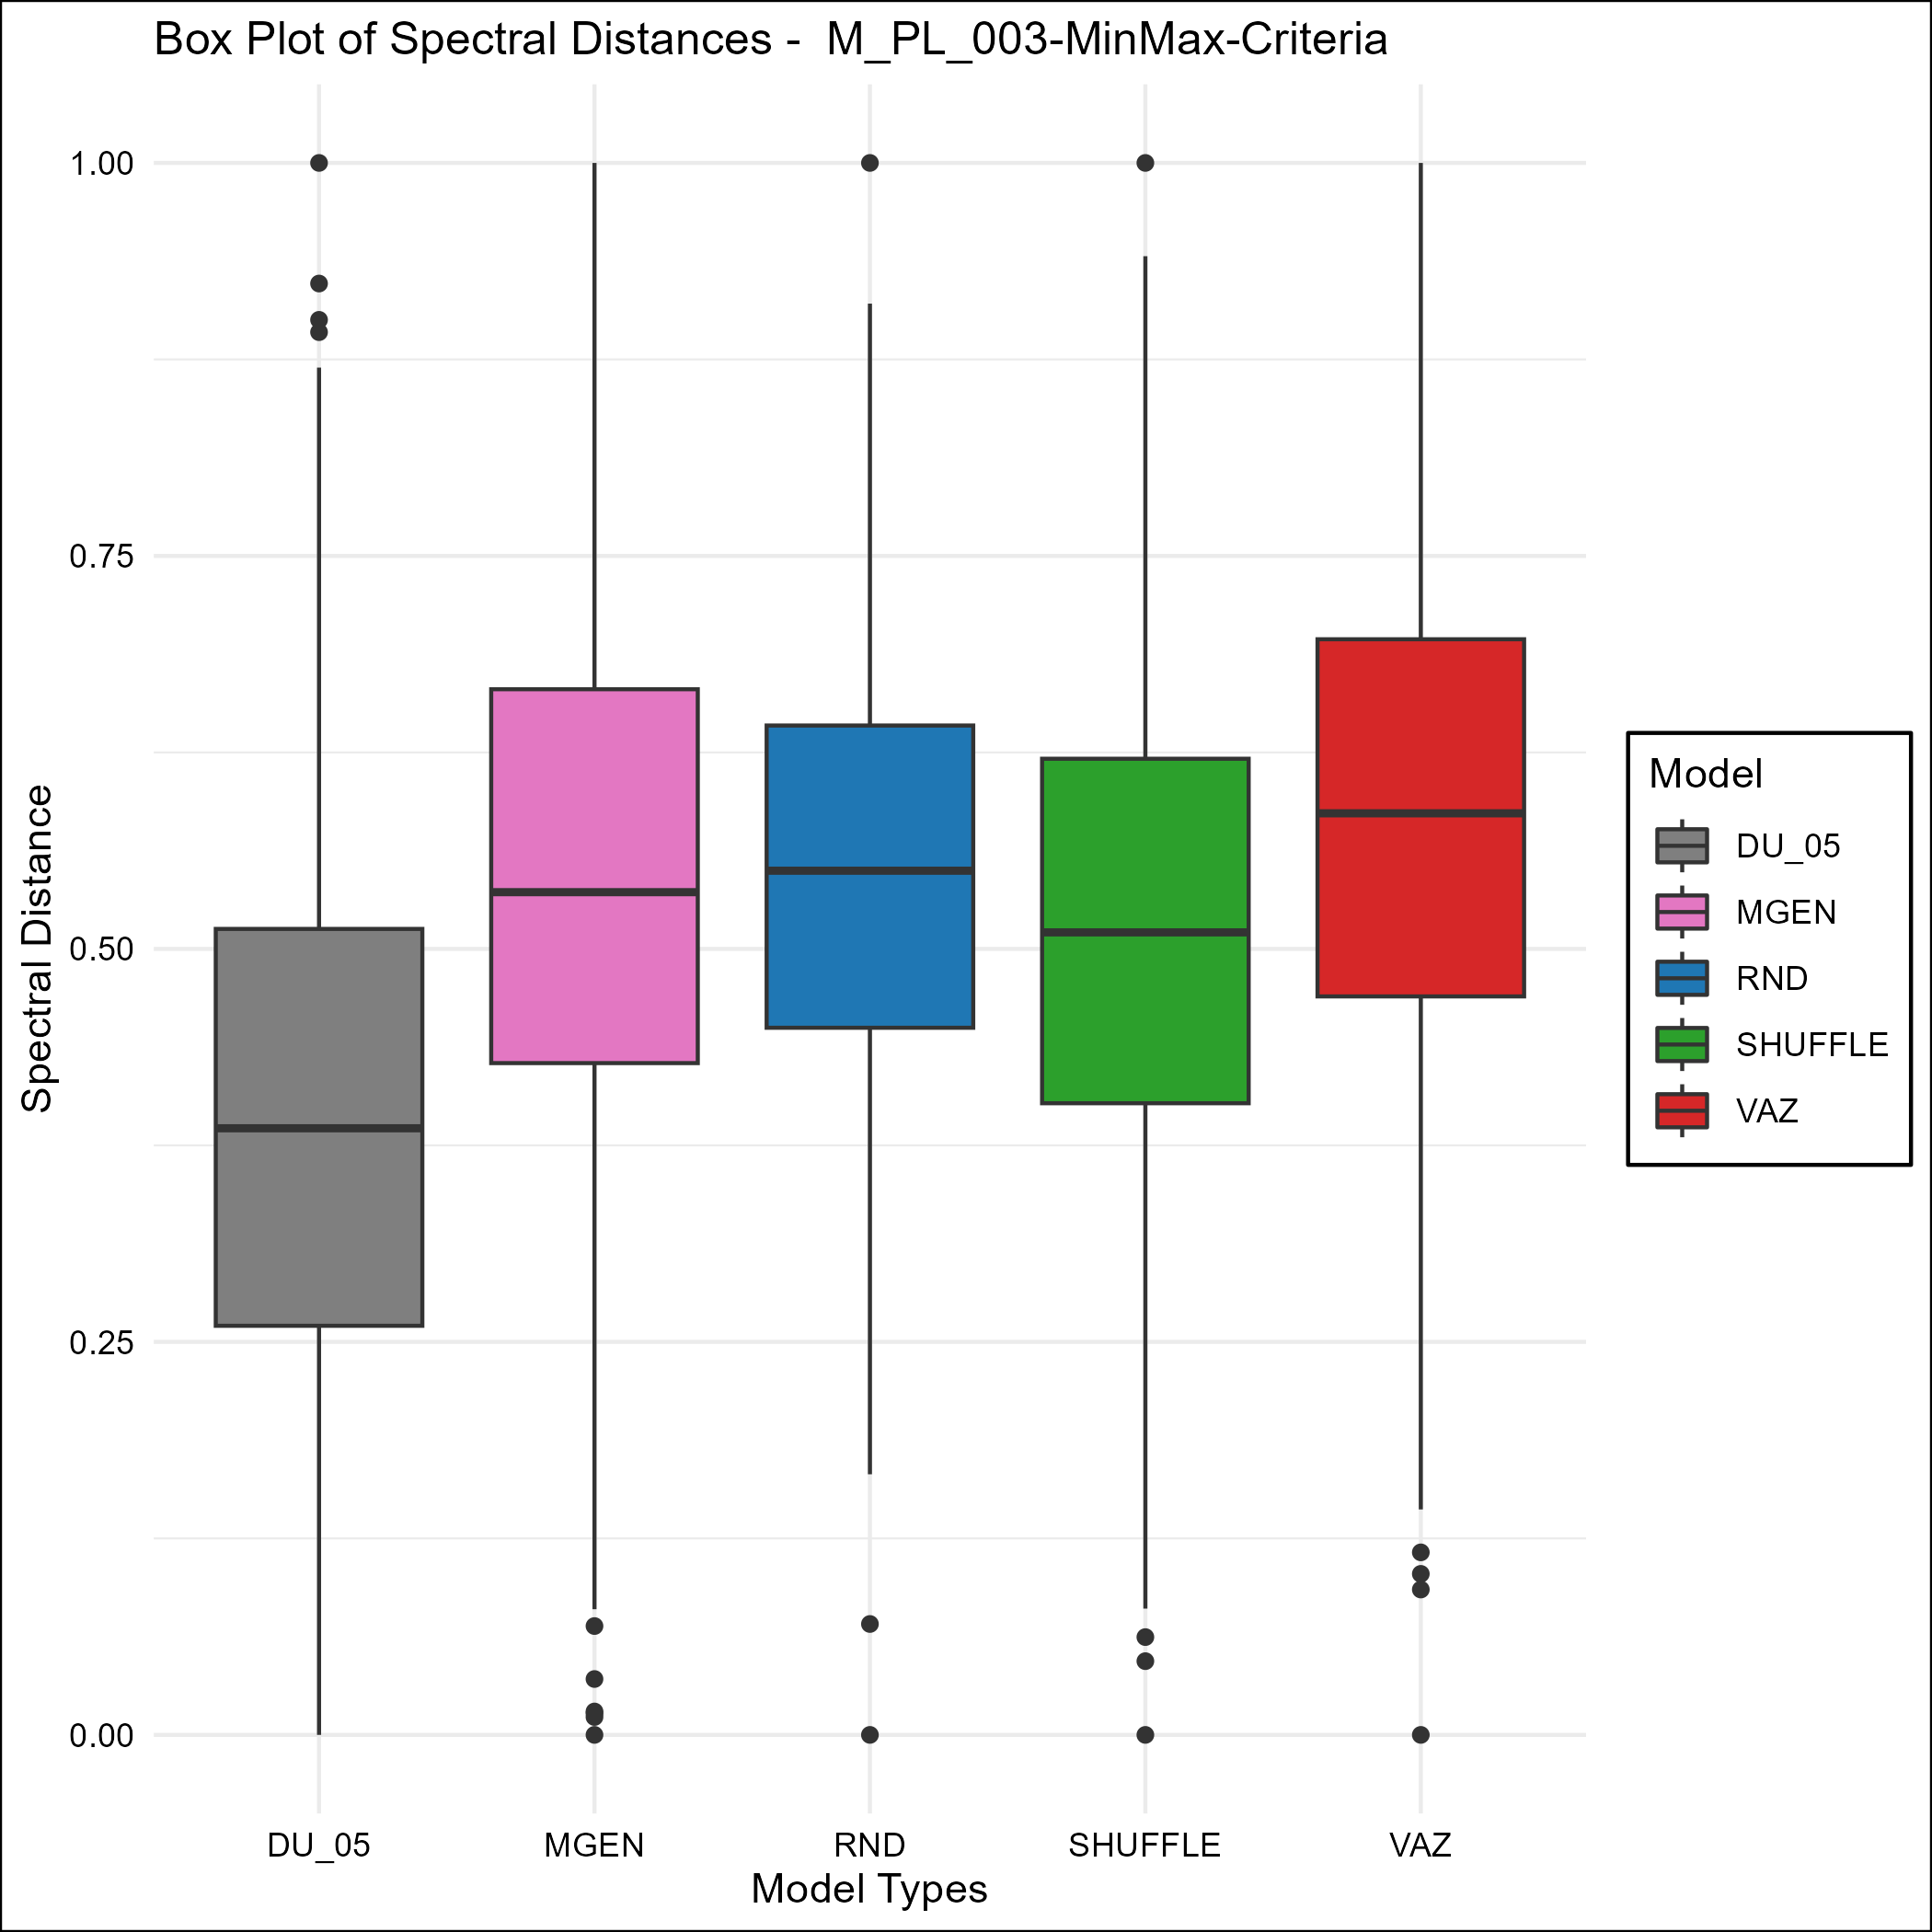 Box Plot of Spectral Distances -  M_PL_003-MinMax-Criteria
1.00
0.75
0.50
0.25
0.00
Spectral Distance
DU_05 MGEN RND SHUFFLE VAZ
Model Types
Model
DU_05
MGEN
RND
SHUFFLE
VAZ